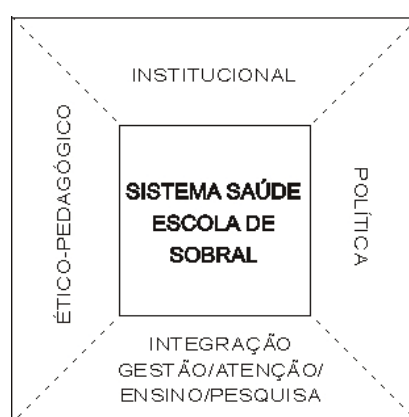 INSTITUCIONAL
ÉTICO-PEDAGÓGICO
SISTEMA SAÚDE
ESCOLA DE
SOBRAL
POLÍTICA
INTEGRAÇÃO
GESTÃO/ATENÇÃO/
ENSINO/PESQUISA